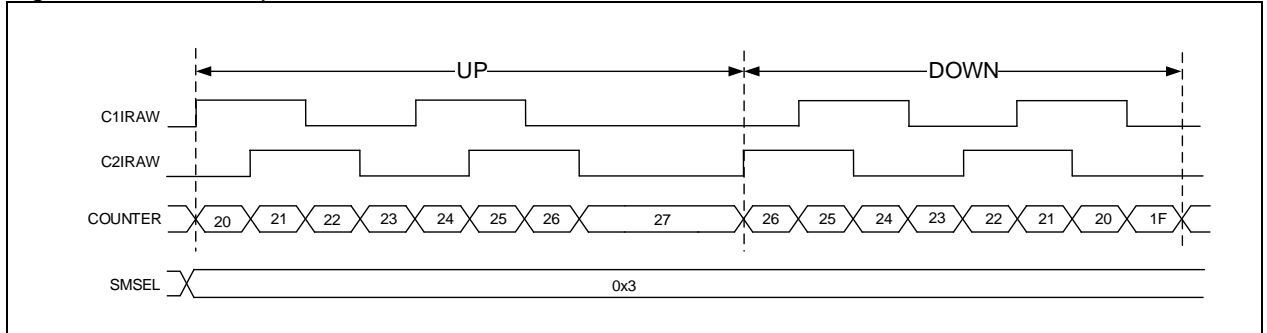 UP DOWN
C1IRAW
C2IRAW
COUNTER 20 21 22 23 24 25 26 27 26 25 24 23 22 21 20 1F
SMSEL 0x3